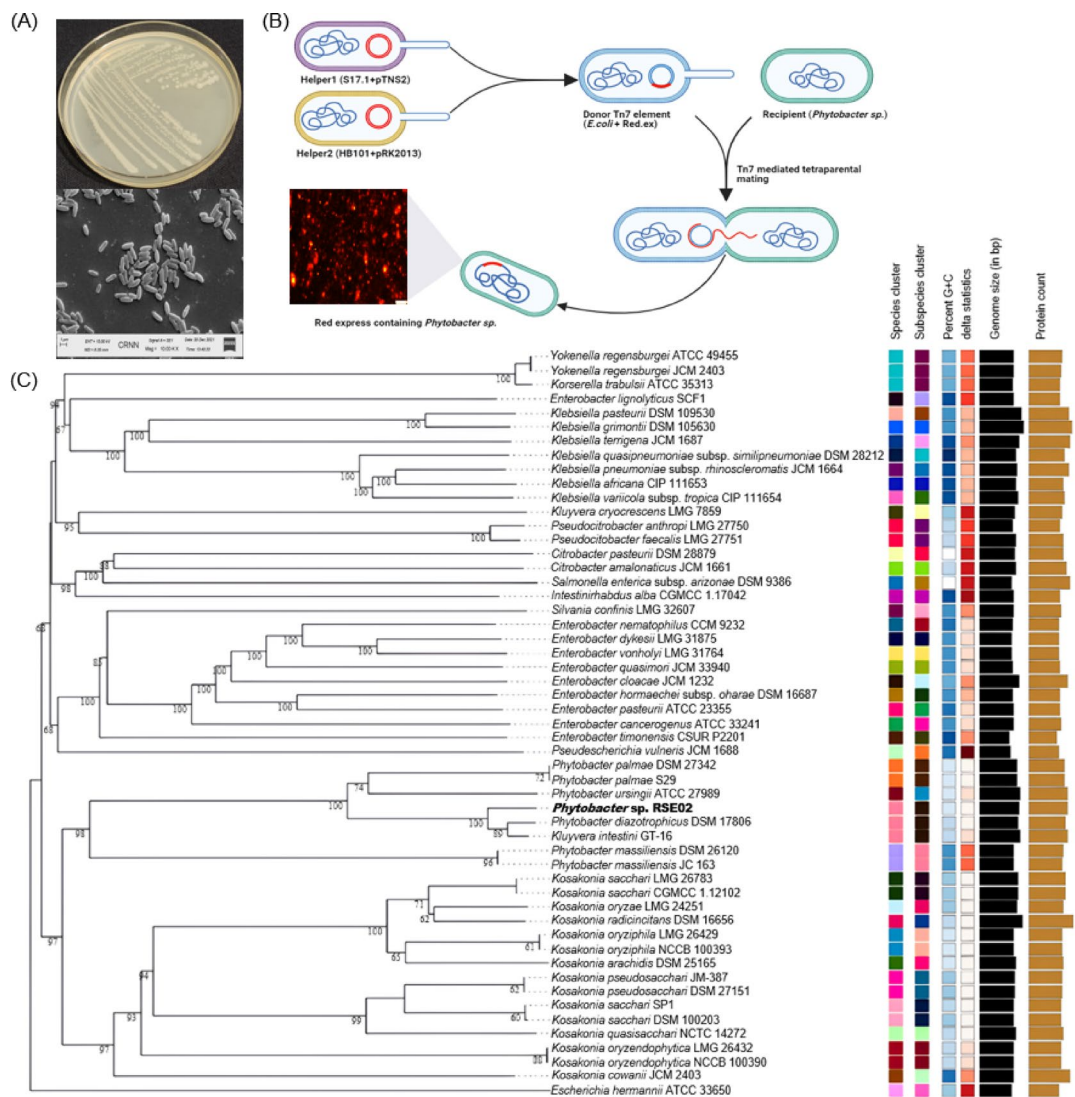 (A)
(B)
Helper1 (S17.1+pTNS2)
Helper2 (HB101+pRK2013)
Donor Tn7 element
(E.coli + Red.ex)
Recipient (Phytobacter sp.)
Tn7 mediated tetraparental
mating
Red express containing Phytobacter sp.
CRNN
(C)
Species cluster
Subspecies cluster
Percent G+C
delta statistics
Genome size (in bp)
Protein count
Yokenella regensburgei ATCC 49455
Yokenella regensburgei JCM 2403
Korserella trabulsii ATCC 35313
Enterobacter lignolyticus SCF1
Klebsiella pasteurii DSM 109530
Klebsiella grimontii DSM 105630
Klebsiella terrigena JCM 1687
Klebsiella quasipneumoniae subsp. similipneumoniae DSM 28212
Klebsiella pneumoniae subsp. rhinoscleromatis JCM 1664
Klebsiella africana CIP 111653
Klebsiella variicola subsp. tropica CIP 111654
Kluyvera cryocrescens LMG 7859
Pseudocitrobacter anthropi LMG 27750
Pseudocitobacter faecalis LMG 27751
Citrobacter pasteurii DSM 28879
Citrobacter amalonaticus JCM 1661
Salmonella enterica subsp. arizonae DSM 9386
Intestinirhabdus alba CGMCC 1.17042
Silvania confinis LMG 32607
Enterobacter nematophilus CCM 9232
Enterobacter dykesii LMG 31875
Enterobacter vonholyi LMG 31764
Enterobacter quasimori JCM 33940
Enterobacter cloacae JCM 1232
Enterobacter hormaechei subsp. oharae DSM 16687
Enterobacter pasteurii ATCC 23355
Enterobacter cancerogenus ATCC 33241
Enterobacter timonensis CSUR P2201
Pseudescherichia vulneris JCM 1688
Phytobacter palmae DSM 27342
Phytobacter palmae S29
Phytobacter ursingii ATCC 27989
Phytobacter sp. RSE02
Phytobacter diazotrophicus DSM 17806
Kluyvera intestini GT-16
Phytobacter massiliensis DSM 26120
Phytobacter massiliensis JC 163
Kosakonia sacchari LMG 26783
Kosakonia sacchari CGMCC 1.12102
Kosakonia oryzae LMG 24251
Kosakonia radicincitans DSM 16656
Kosakonia oryziphila LMG 26429
Kosakonia oryziphila NCCB 100393
Kosakonia arachidis DSM 25165
Kosakonia pseudosacchari JM-387
Kosakonia pseudosacchari DSM 27151
Kosakonia sacchari SP1
Kosakonia sacchari DSM 100203
Kosakonia quasisacchari NCTC 14272
Kosakonia oryzendophytica LMG 26432
Kosakonia oryzendophytica NCCB 100390
Kosakonia cowanii JCM 2403
Escherichia hermannii ATCC 33650